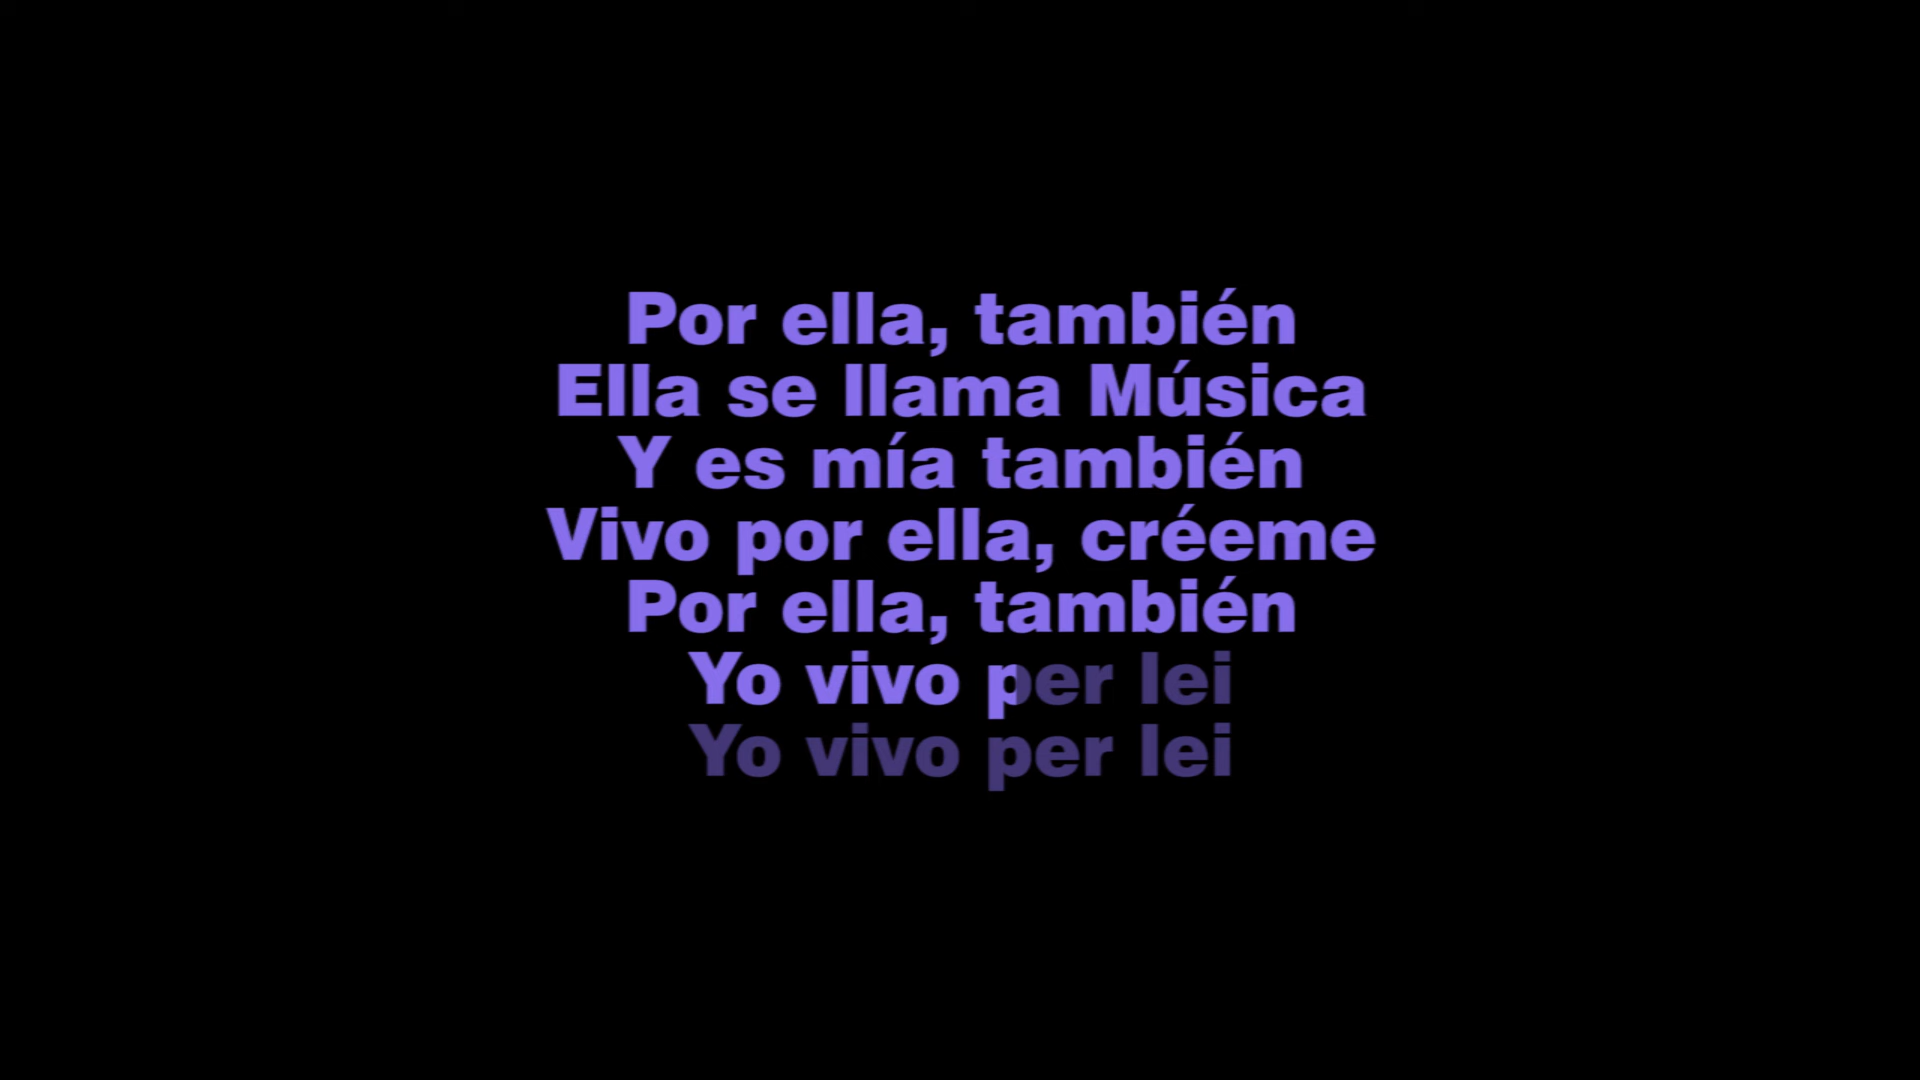 Por ella, también
Ella se llama Música
Y es mía también
Vivo por ella, créeme
Por ella, también
Yo vivo per lei
Yo vivo per lei